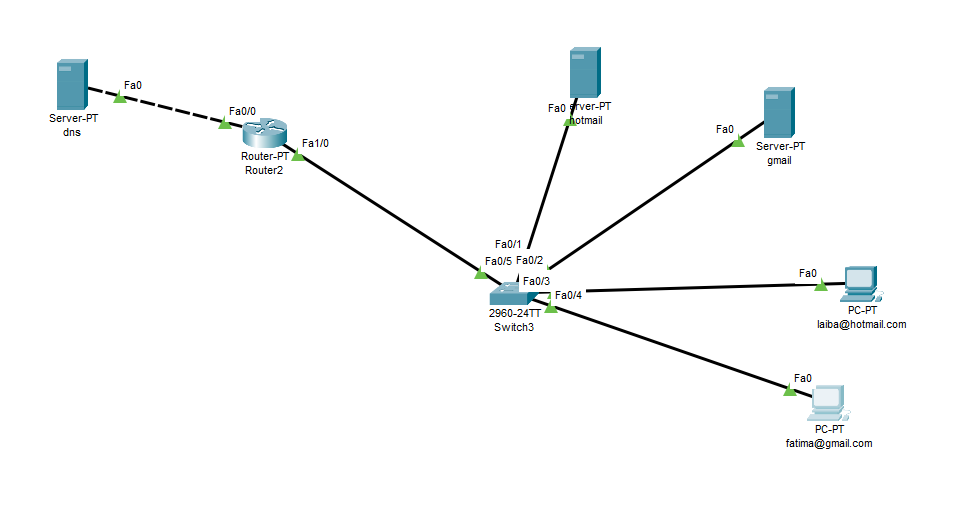 Fa0
Server-PT
dns
Fa0/0
Router-PT
Router2
Fa1/0
Fa0
erver-PT
hotmail
Fa0
Server-PT
gmail
Fa0/1
Fa0/5
Fa0/2
Fa0/3
Fa0/4
2960-24TT
Switch3
Fa0
PC-PT
laiba@hotmail.com
Fa0
PC-PT
fatima@gmail.com